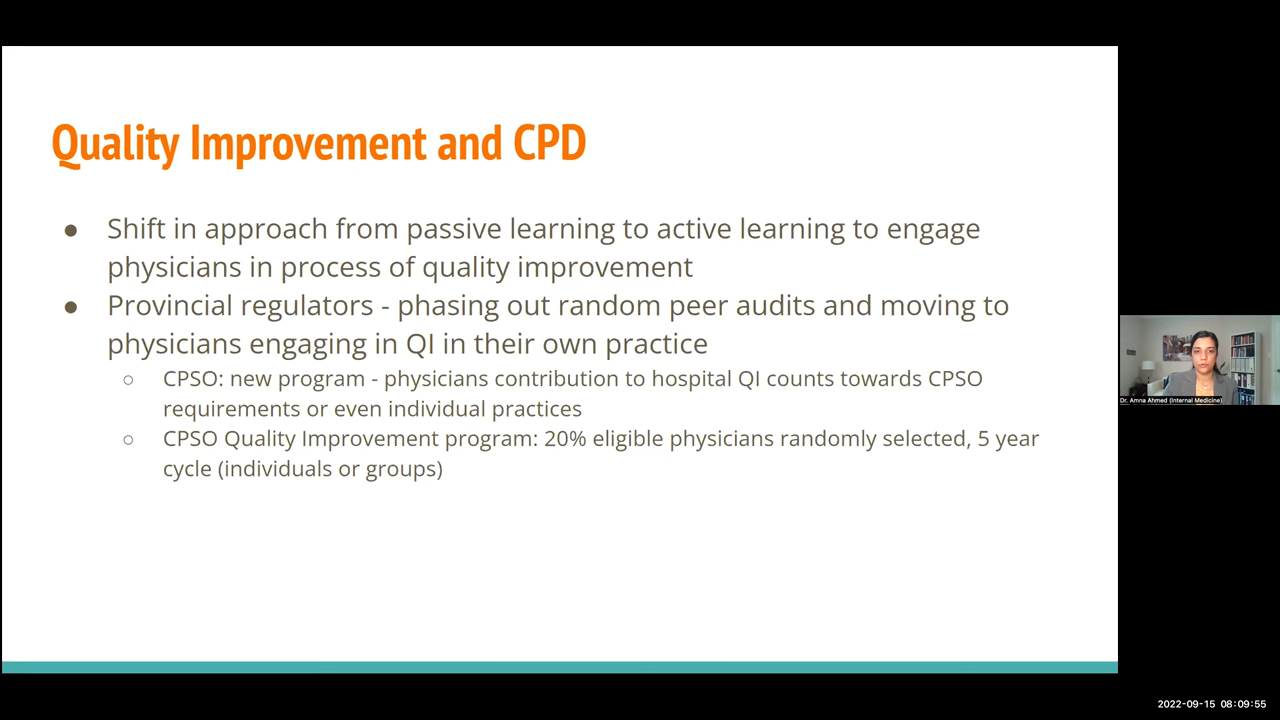 Quality Improvement and CPD
● Shift in approach from passive learning to active learning to engage
physicians in process of quality improvement
● Provincial regulators - phasing out random peer audits and moving to
physicians engaging in QI in their own practice
○ CPSO: new program - physicians contribution to hospital QI counts towards CPSO
requirements or even individual practices
○ CPSO Quality Improvement program: 20% eligible physicians randomly selected, 5 year
cycle (individuals or groups)
Dr. Amna Ahmed (Internal Medicine)
2022-09-15 08:09:55